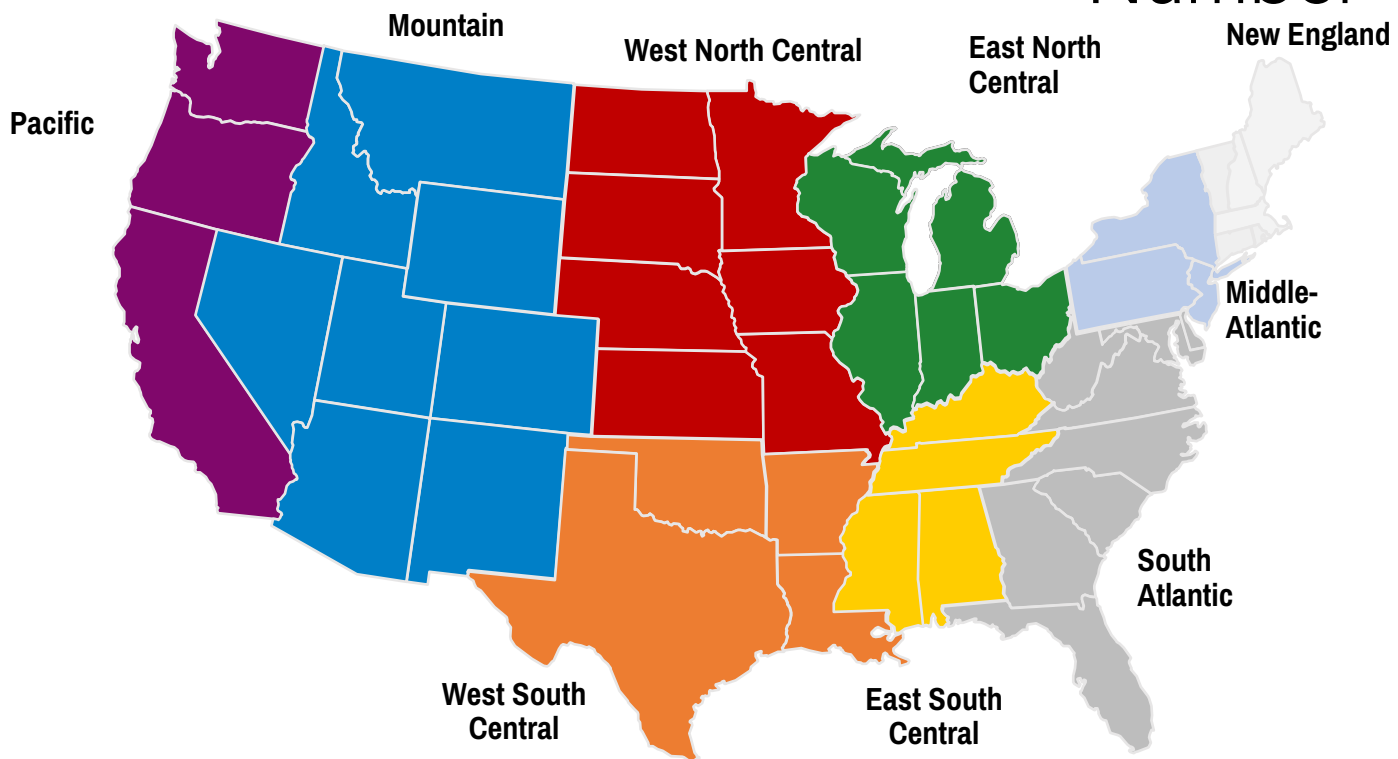 Number
Mountain
West North Central
East North
Central
New England
Pacific
Middle-
Atlantic
South
Atlantic
West South
Central
East South
Central